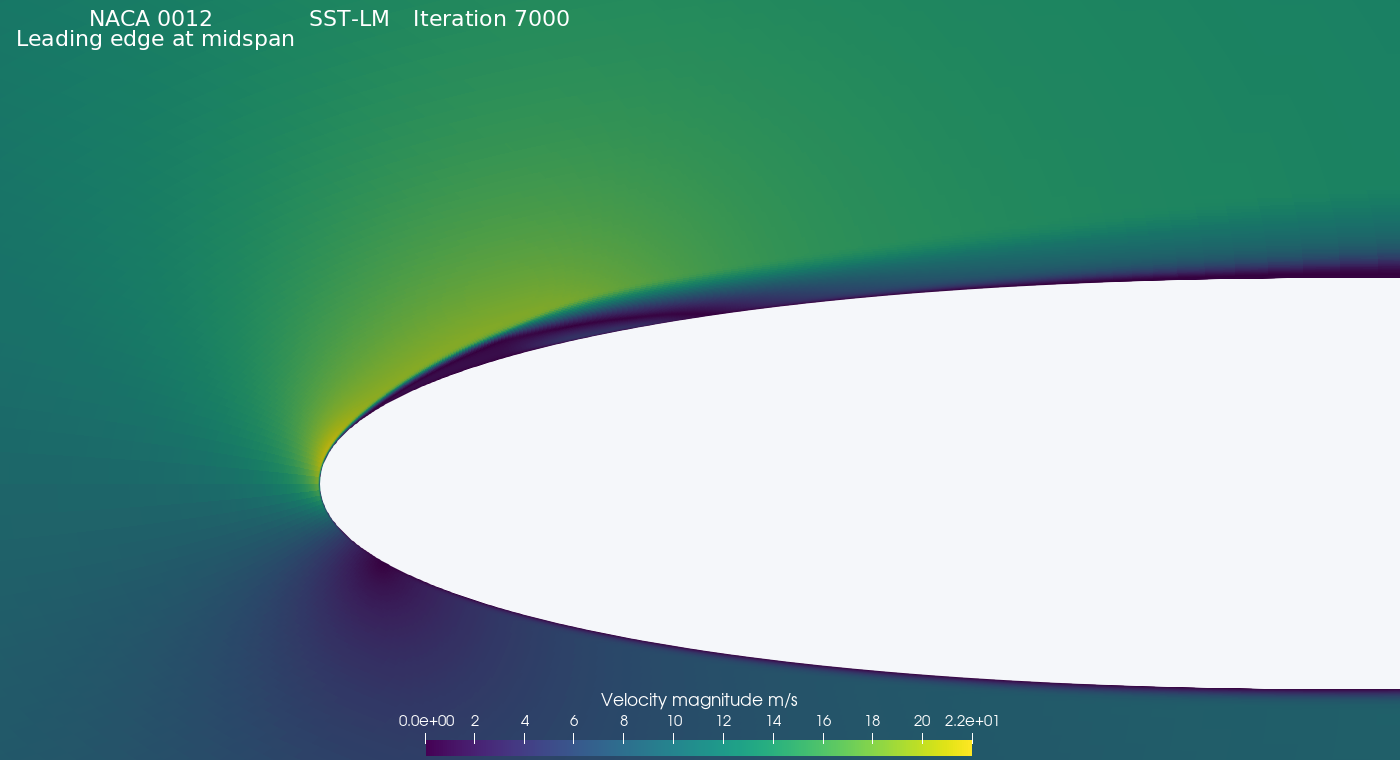 NACA 0012 SST-LM Iteration 7000
Leading edge at midspan
Velocity magnitude m/s
0.0e+00 2 4 6 8 10 12 14 16 18 20 2.2e+01